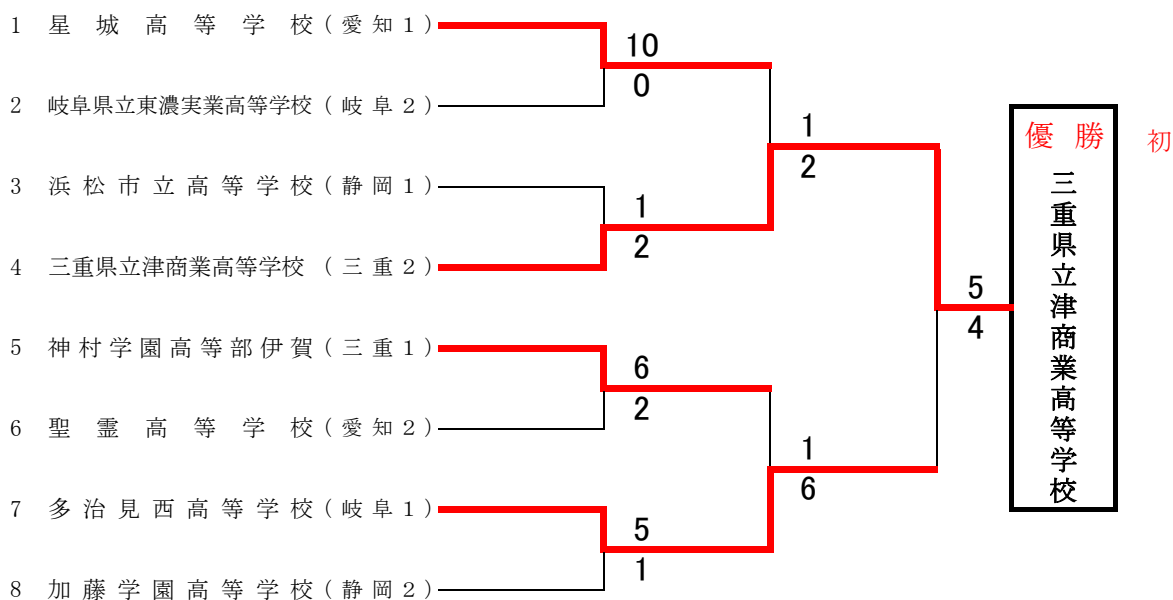 1 星城高等学校(愛知1)
10
0
2 岐阜県立東濃実業高等学校(岐阜2)
1
2
3 浜松市立高等学校(静岡1)
1
2
4 三重県立津商業高等学校 (三重2)
5
4
5 神村学園高等部伊賀(三重1)
6
2
6 聖霊高等学校(愛知2)
1
6
7 多治見西高等学校(岐阜1)
5
1
8 加藤学園高等学校(静岡2)
優勝
初
三重県立津商業高等学校